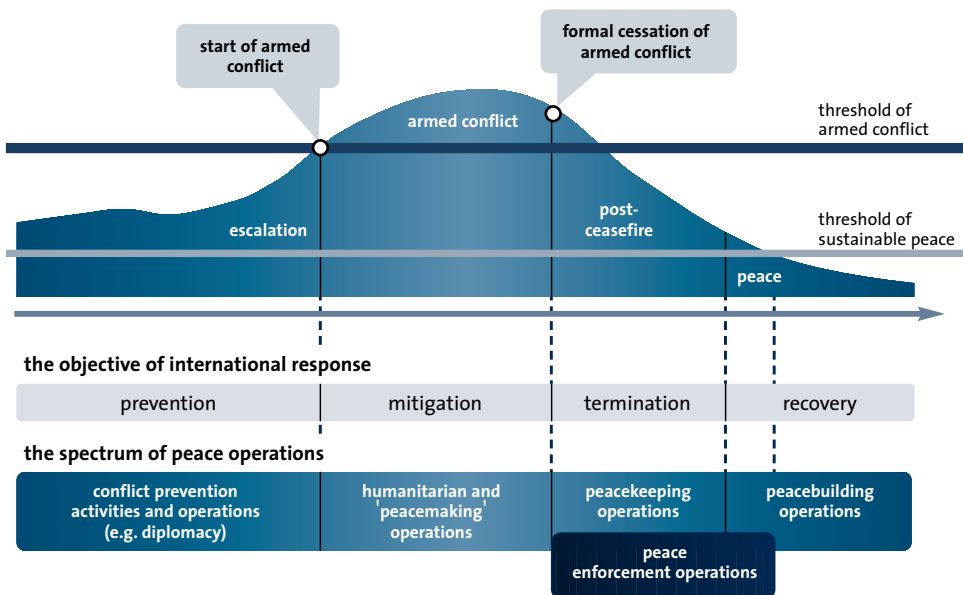 start of armed
conflict
formal cessation of
armed conflict
armed conflict
threshold of
armed conflict
escalation
post-
ceasefire
threshold of
sustainable peace
peace
the objective of international response
prevention
mitigation
termination
recovery
the spectrum of peace operations
conflict prevention
activities and operations
(e.g. diplomacy)
humanitarian and
'peacemaking'
operations
peacekeeping
operations
peacebuilding
operations
peace
enforcement operations